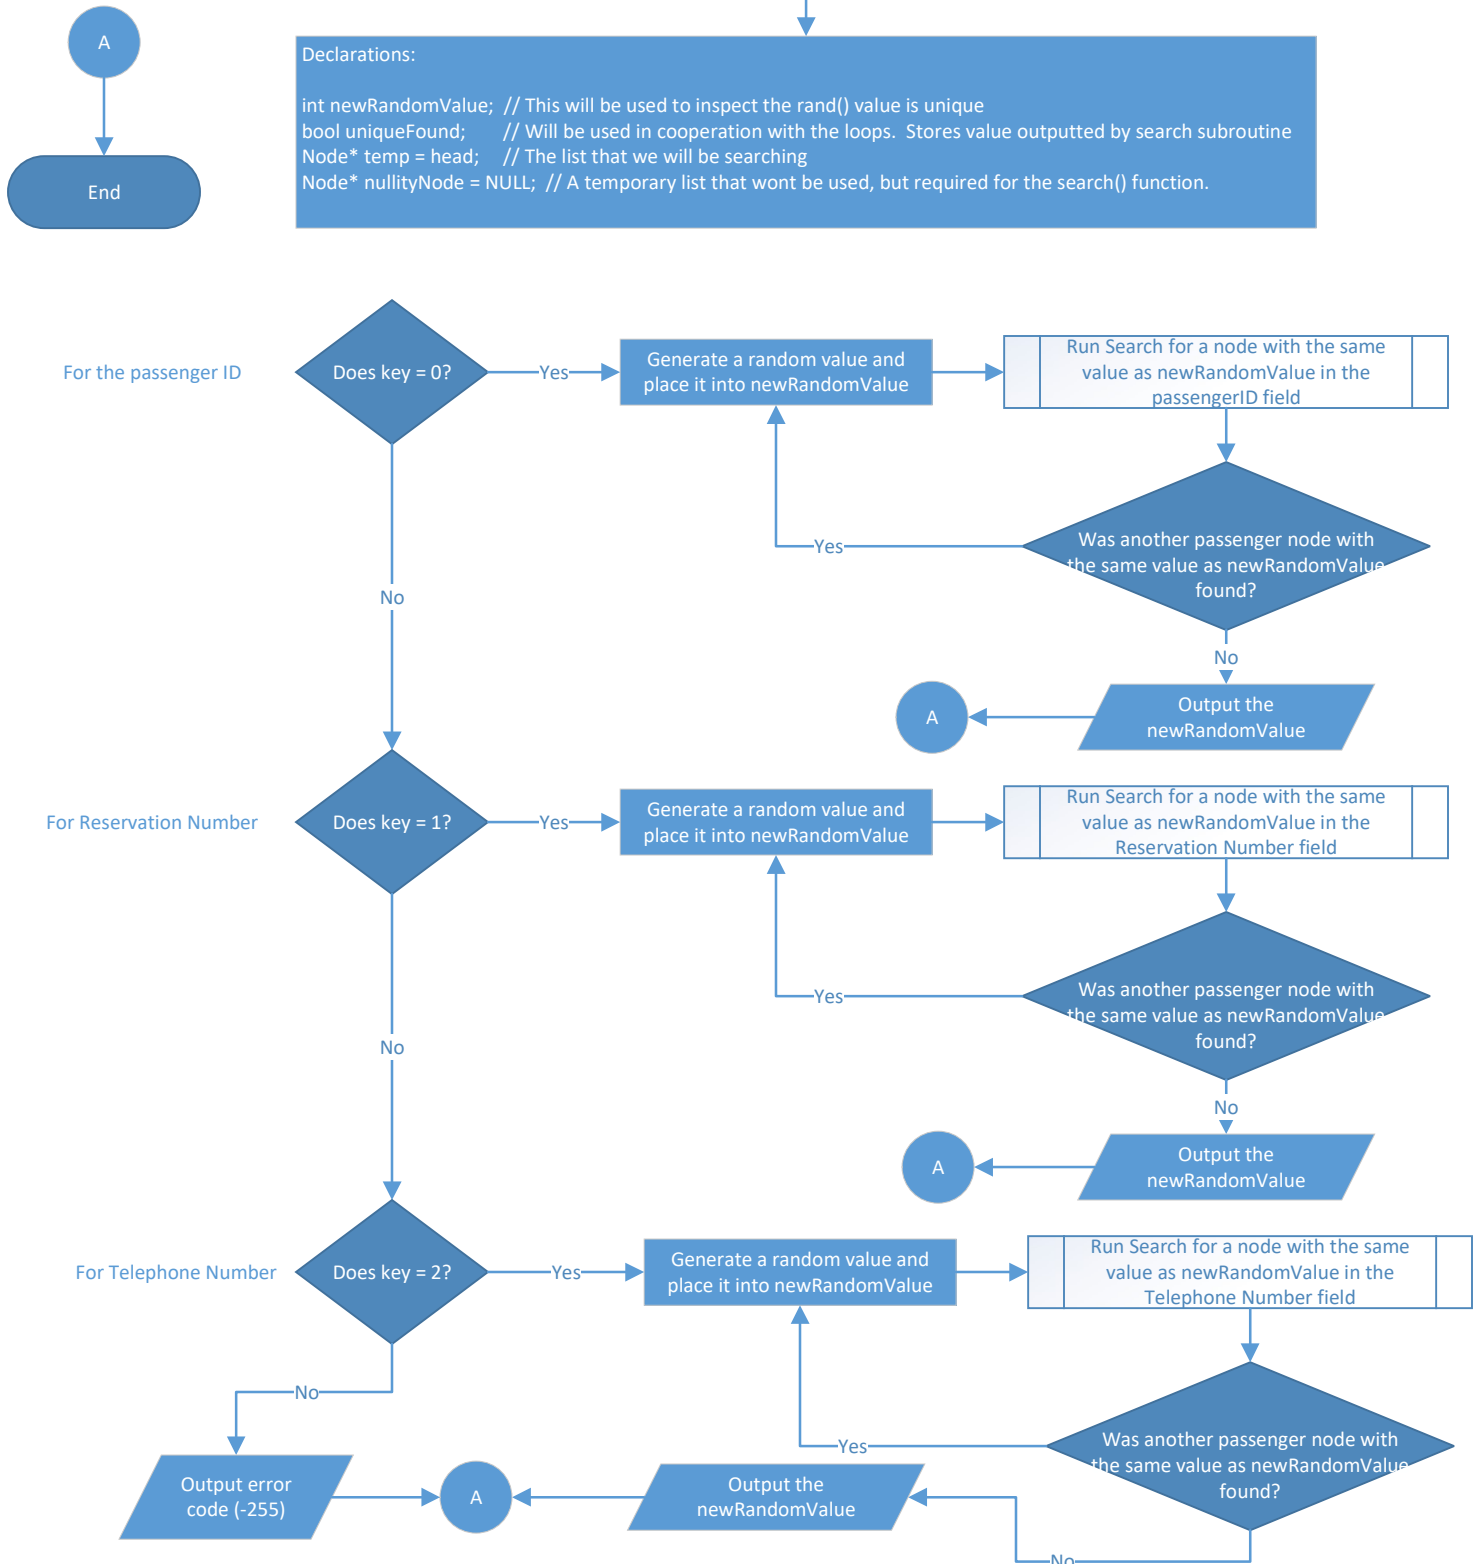 A
End
Declarations:
int newRandomValue; // This will be used to inspect the rand() value is unique
bool uniqueFound; // Will be used in cooperation with the loops. Stores value outputted by search subroutine
Node* temp = head; // The list that we will be searching
Node* nullityNode = NULL; // A temporary list that wont be used, but required for the search() function.
For the passenger ID
Does key = 0?
Yes
Generate a random value and
place it into newRandomValue
Run Search for a node with the same
value as newRandomValue in the
passengerID field
Was another passenger node with
the same value as newRandomValue
found?
Yes
No
No
Output the
newRandomValue
A
For Reservation Number
Does key = 1?
Yes
Generate a random value and
place it into newRandomValue
Run Search for a node with the same
value as newRandomValue in the
Reservation Number field
Was another passenger node with
the same value as newRandomValue
found?
Yes
No
No
Output the
newRandomValue
A
For Telephone Number
Does key = 2?
Yes
Generate a random value and
place it into newRandomValue
Run Search for a node with the same
value as newRandomValue in the
Telephone Number field
Was another passenger node with
the same value as newRandomValue
found?
Yes
No
No
Output error
code (-255)
A
Output the
newRandomValue